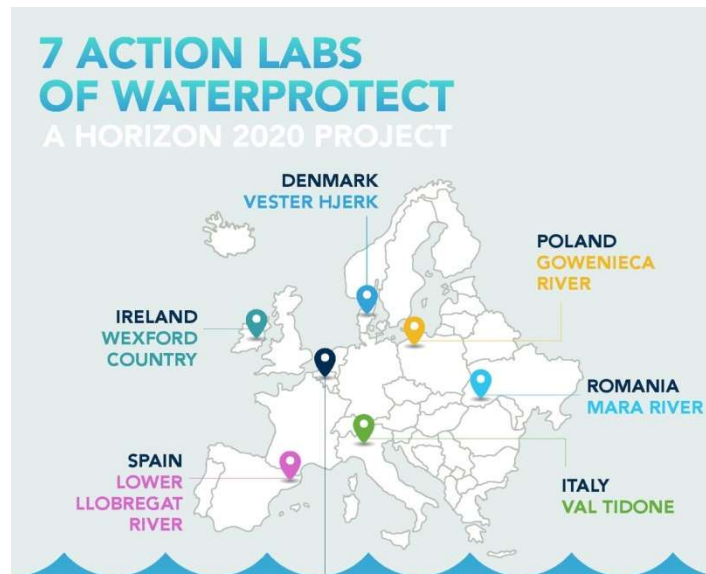 7 ACTION LABS
OF WATERPROTECT
A HORIZON 2020 PROJECT
DENMARK
VESTER HJERK
POLAND
GOWENIECA
RIVER
IRELAND
WEXFORD
COUNTRY
ROMANIA
MARA RIVER
SPAIN
LOWER
LLOBREGAT
RIVER
ITALY
VAL TIDONE